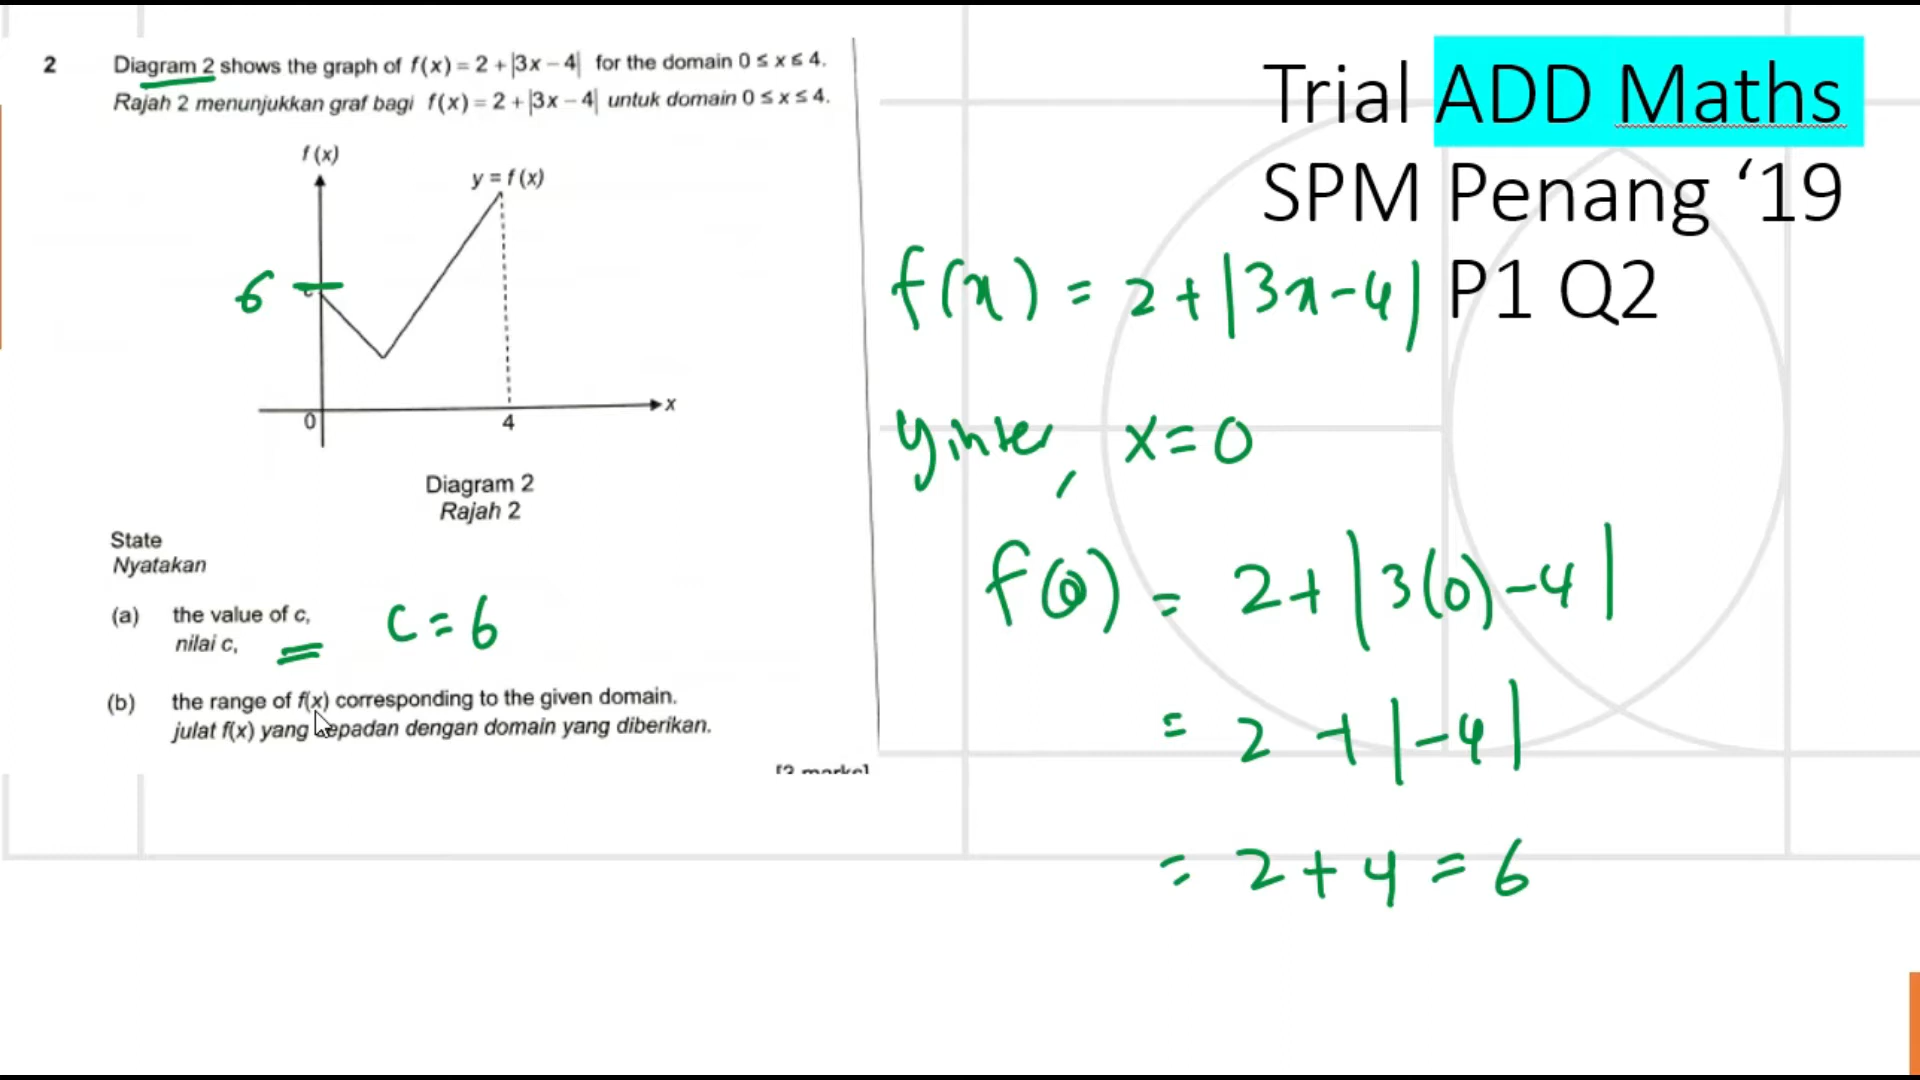 2 Diagram 2 shows the graph of f(x) = 2 + |3x – 4| for the domain 0 ≤ x ≤ 4.
Rajah 2 menunjukkan graf bagi f(x) = 2 + |3x – 4| untuk domain 0 ≤ x ≤ 4.
f(x)
y = f(x)
6
x
0
4
Diagram 2
Rajah 2
State
Nyatakan
(a) the value of c,
nilai c,
c = 6
(b) the range of f(x) corresponding to the given domain.
julat f(x) yang sepadan dengan domain yang diberikan.
Trial ADD Maths
SPM Penang ‘19
P1 Q2
f(x) = 2 + |3x - 4|
y inter, x = 0
f(0) = 2 + |3(0) - 4|
= 2 + |-4|
= 2 + 4 = 6